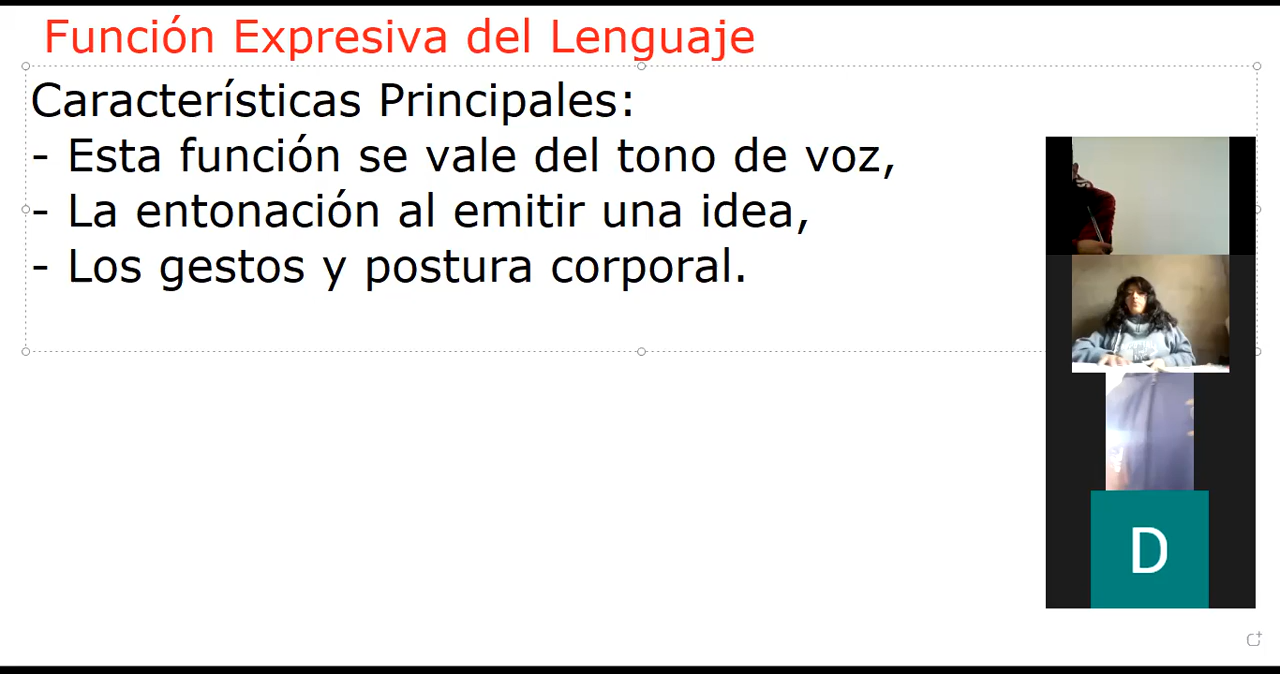 Función Expresiva del Lenguaje
Características Principales:
- Esta función se vale del tono de voz,
- La entonación al emitir una idea,
- Los gestos y postura corporal.
D